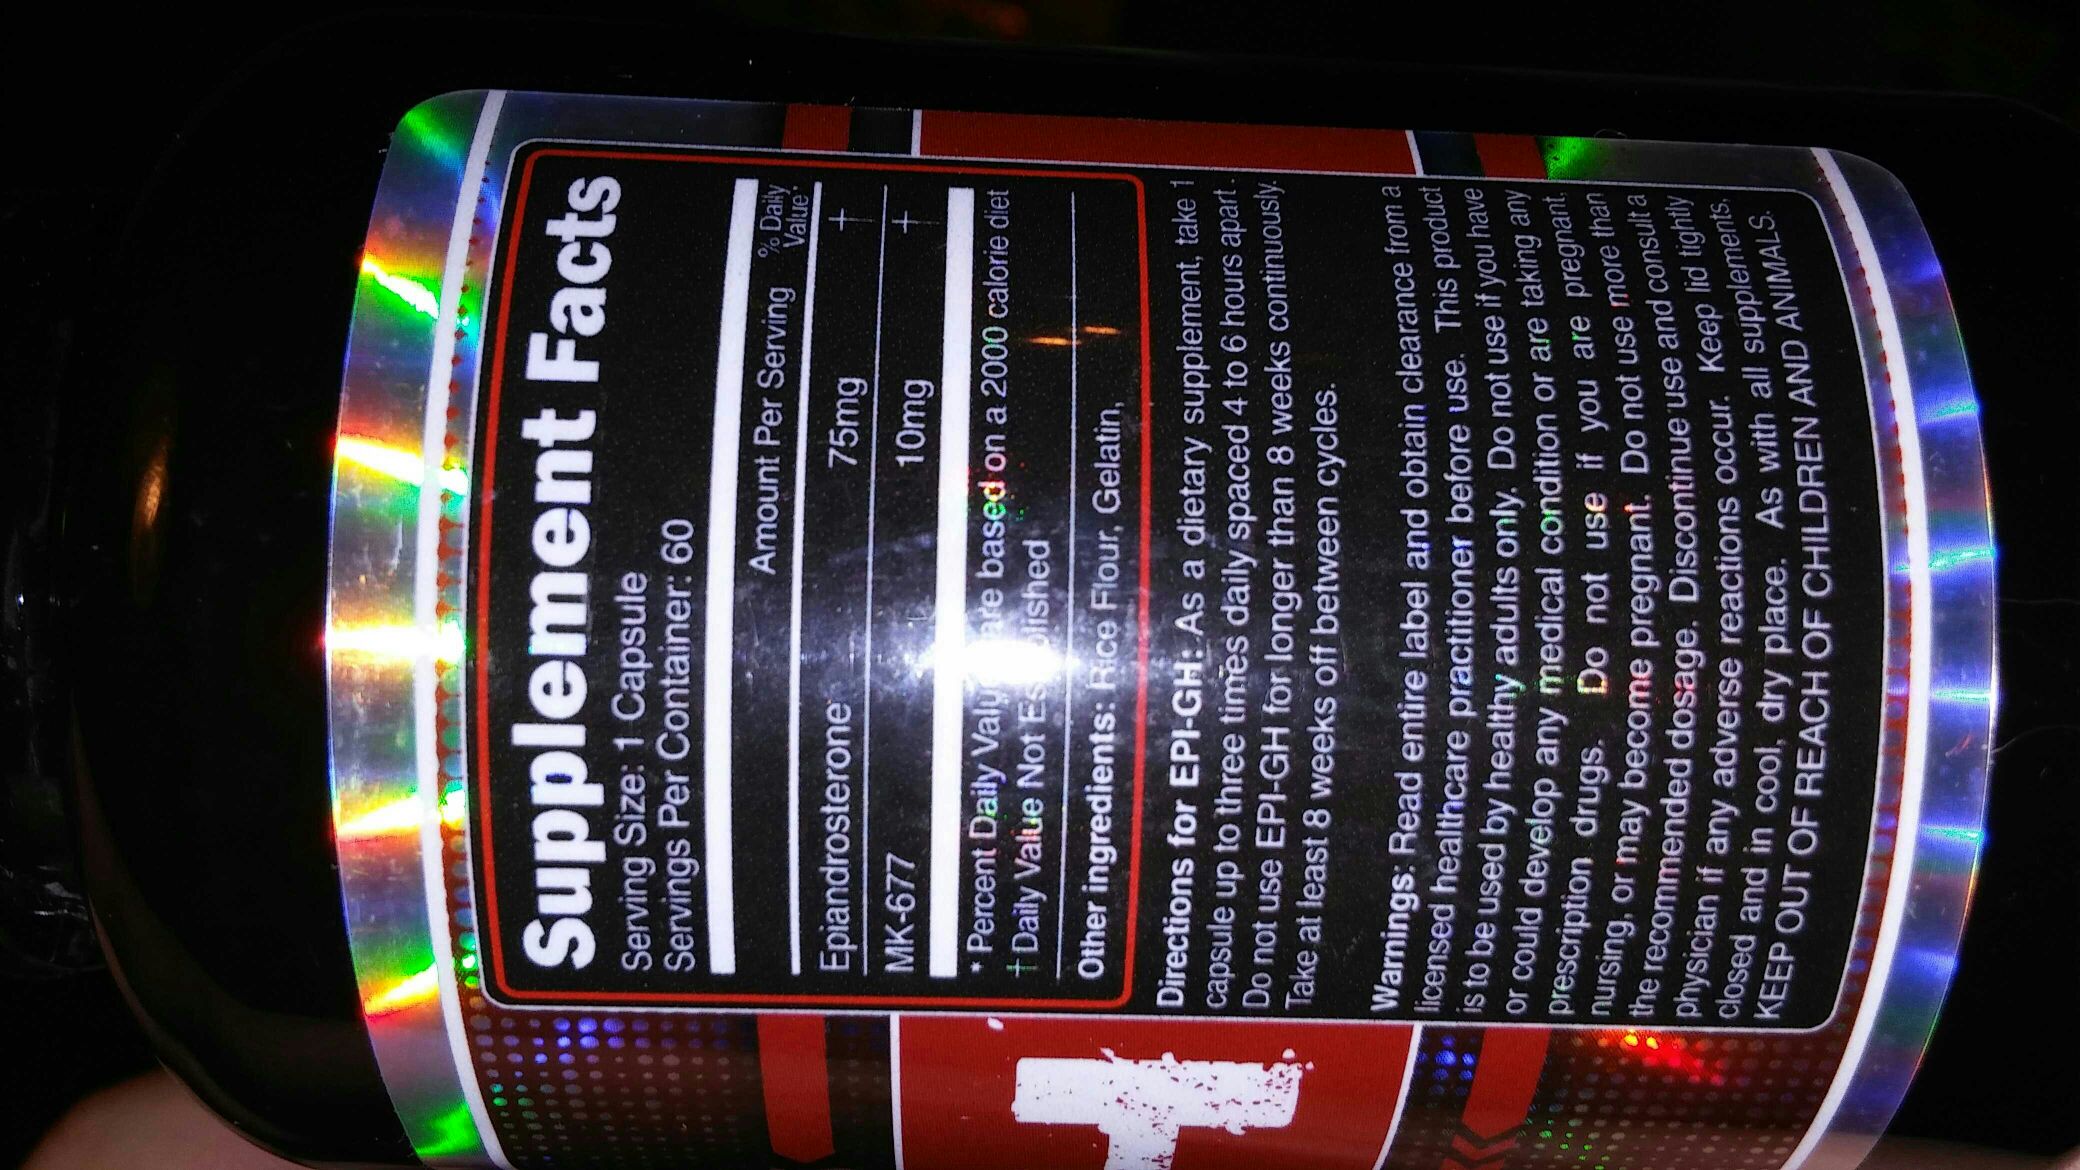 Supplement Facts
Serving Size: 1 Capsule
Servings Per Container: 60
Amount Per Serving % Daily Value*
Epiandrosterone 75mg †
MK-677 10mg †
* Percent Daily Valu are based on a 2000 calorie diet
† Daily Value Not Es lished
Other ingredients: Rice Flour, Gelatin,
Directions for EPI-GH: As a dietary supplement, take 1
capsule up to three times daily spaced 4 to 6 hours apart.
Do not use EPI-GH for longer than 8 weeks continuously.
Take at least 8 weeks off between cycles.
Warnings: Read entire label and obtain clearance from a
licensed healthcare practitioner before use. This product
is to be used by healthy adults only. Do not use if you have
or could develop any medical condition or are taking any
prescription drugs. Do not use if you are pregnant,
nursing, or may become pregnant. Do not use more than
the recommended dosage. Discontinue use and consult a
physician if any adverse reactions occur. Keep lid tightly
closed and in cool, dry place. As with all supplements,
KEEP OUT OF REACH OF CHILDREN AND ANIMALS.